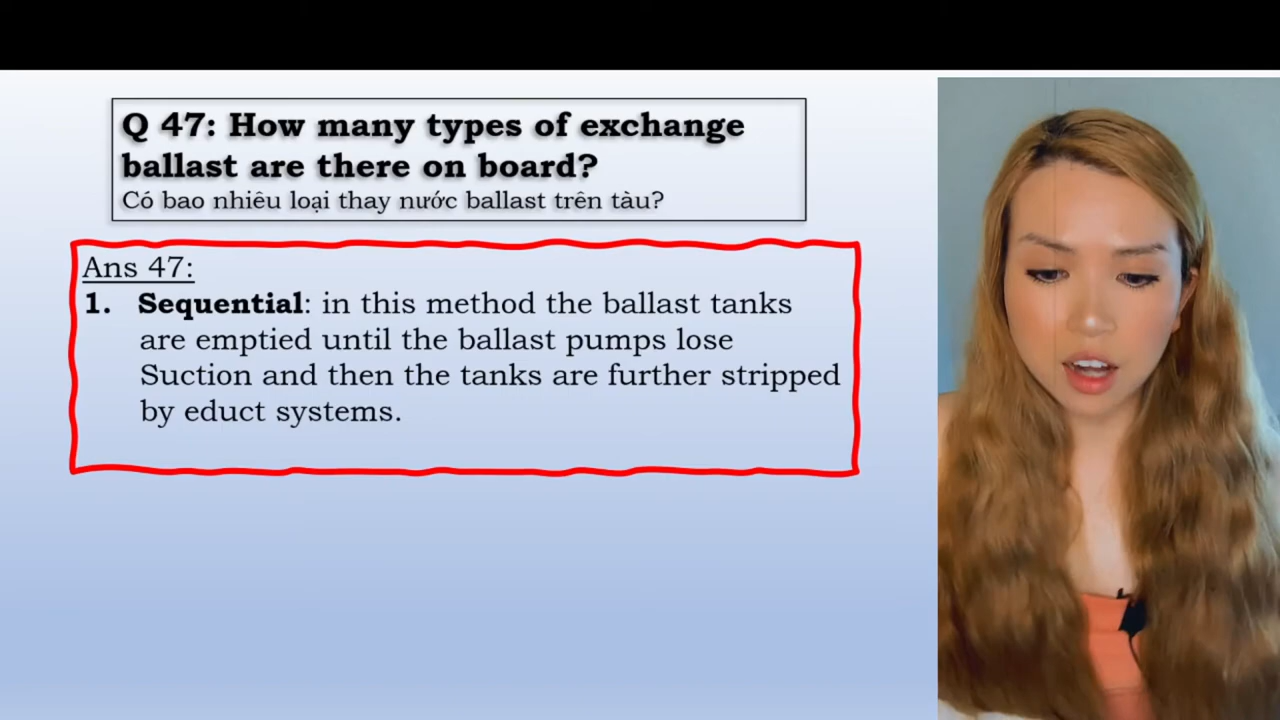 Q 47: How many types of exchange
ballast are there on board?
Có bao nhiêu loại thay nước ballast trên tàu?
Ans 47:
1. Sequential: in this method the ballast tanks
are emptied until the ballast pumps lose
Suction and then the tanks are further stripped
by educt systems.